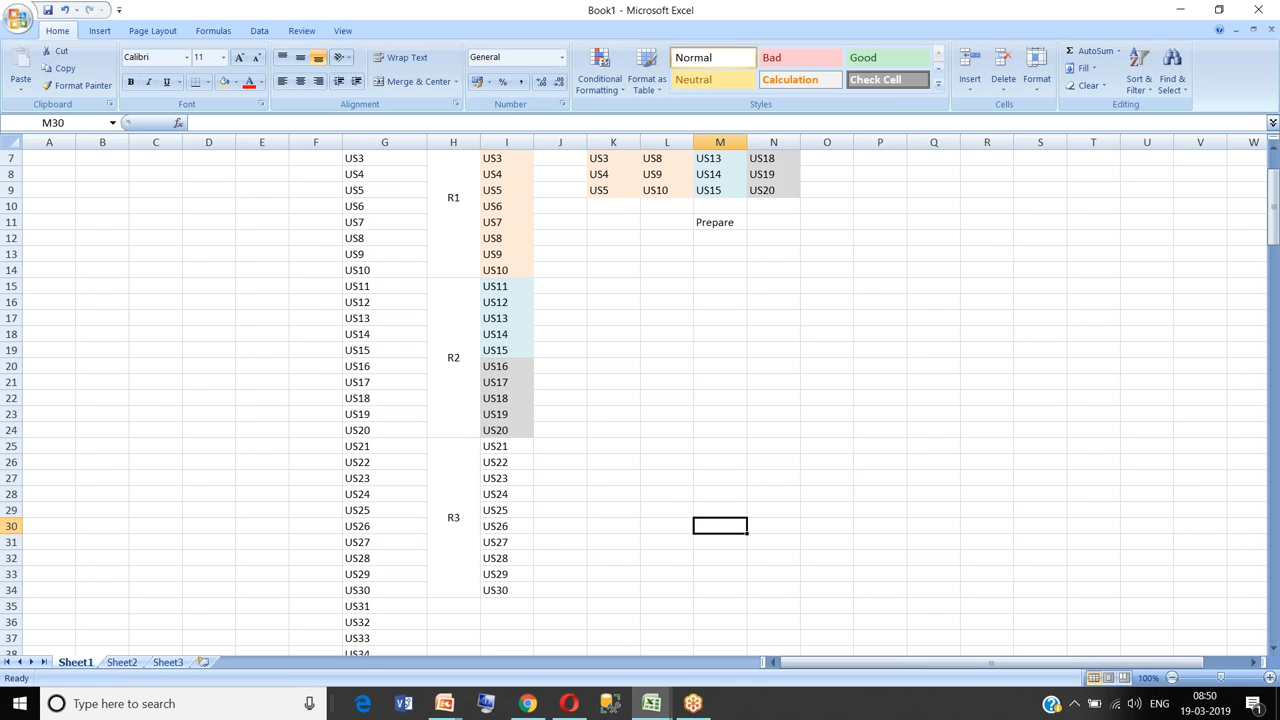 Book1 - Microsoft Excel
Home Insert Page Layout Formulas Data Review View
Paste
Cut
Copy
Format Painter
Clipboard
Calibri 11
B I U
Font
Wrap Text
Merge & Center
Alignment
General
Number
Conditional Formatting
Format as Table
Normal Bad Good
Neutral Calculation Check Cell
Styles
Insert Delete Format
Cells
AutoSum
Fill
Clear
Sort & Filter
Find & Select
Editing
M30 fx
A B C D E F G H I J K L M N O P Q R S T U V W
7 US3 US3 US3 US8 US13 US18
8 US4 US4 US4 US9 US14 US19
9 US5 US5 US5 US10 US15 US20
10 US6 R1 US6
11 US7 US7 Prepare
12 US8 US8
13 US9 US9
14 US10 US10
15 US11 US11
16 US12 US12
17 US13 US13
18 US14 US14
19 US15 R2 US15
20 US16 US16
21 US17 US17
22 US18 US18
23 US19 US19
24 US20 US20
25 US21 US21
26 US22 US22
27 US23 US23
28 US24 US24
29 US25 R3 US25
30 US26 US26
31 US27 US27
32 US28 US28
33 US29 US29
34 US30 US30
35 US31
36 US32
37 US33
38 US34
Sheet1 Sheet2 Sheet3
Ready 100%
Type here to search
ENG
08:50
19-03-2019